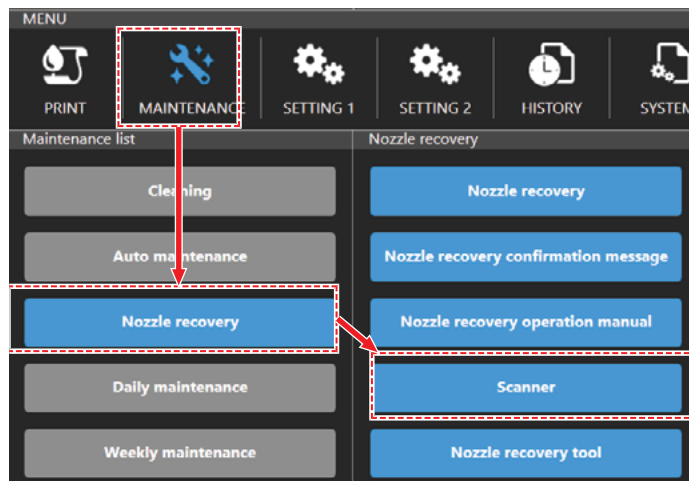 MENU
PRINT
MAINTENANCE
SETTING 1
SETTING 2
HISTORY
SYSTEM
Maintenance list
Cleaning
Auto maintenance
Nozzle recovery
Daily maintenance
Weekly maintenance
Nozzle recovery
Nozzle recovery
Nozzle recovery confirmation message
Nozzle recovery operation manual
Scanner
Nozzle recovery tool